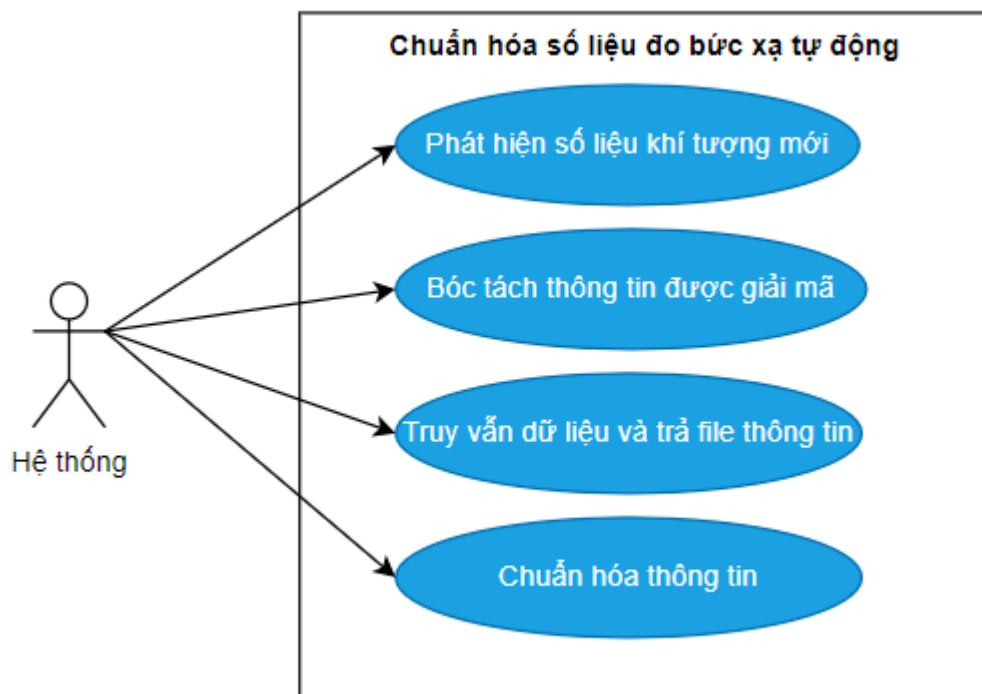 Chuẩn hóa số liệu đo bức xạ tự động
Phát hiện số liệu khí tượng mới
Bóc tách thông tin được giải mã
Truy vẫn dữ liệu và trả file thông tin
Chuẩn hóa thông tin
Hệ thống